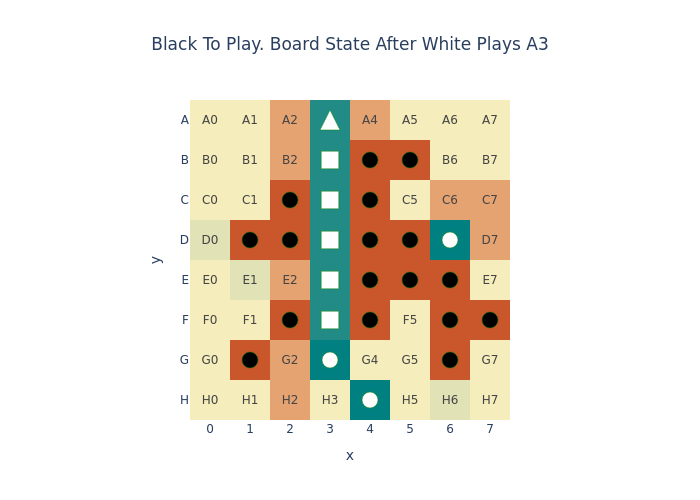 Black To Play. Board State After White Plays A3
A A0 A1 A2 A4 A5 A6 A7
B B0 B1 B2 B6 B7
C C0 C1 C5 C6 C7
D D0 D7
E E0 E1 E2 E7
F F0 F1 F5
G G0 G2 G4 G5 G7
H H0 H1 H2 H3 H5 H6 H7
0 1 2 3 4 5 6 7
x
y